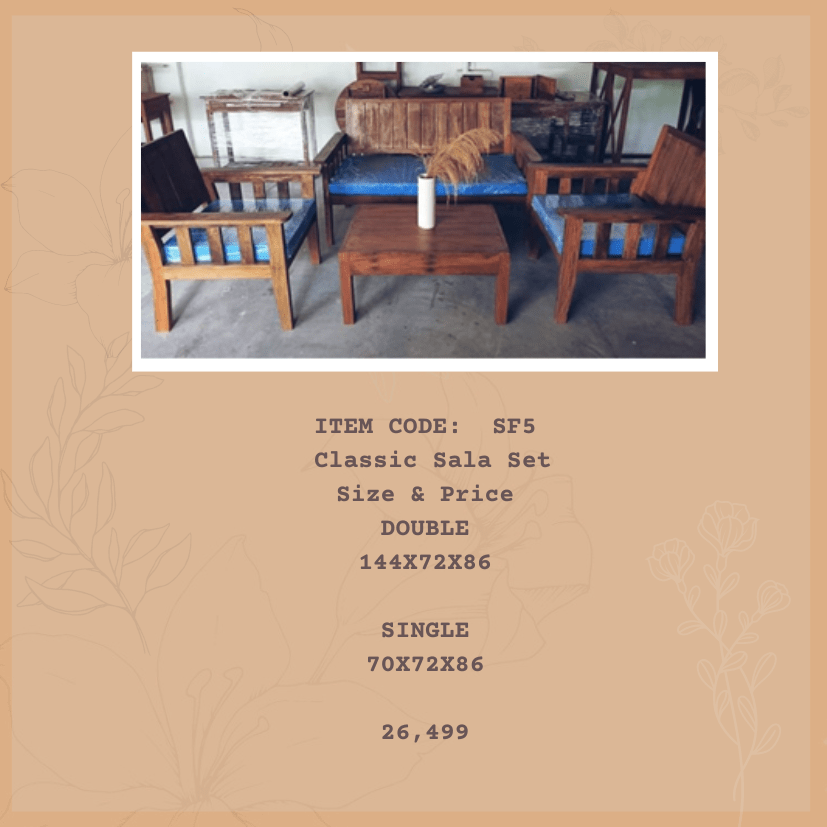 ITEM CODE:  SF5
Classic Sala Set
Size & Price
DOUBLE
144X72X86
SINGLE
70X72X86
26,499